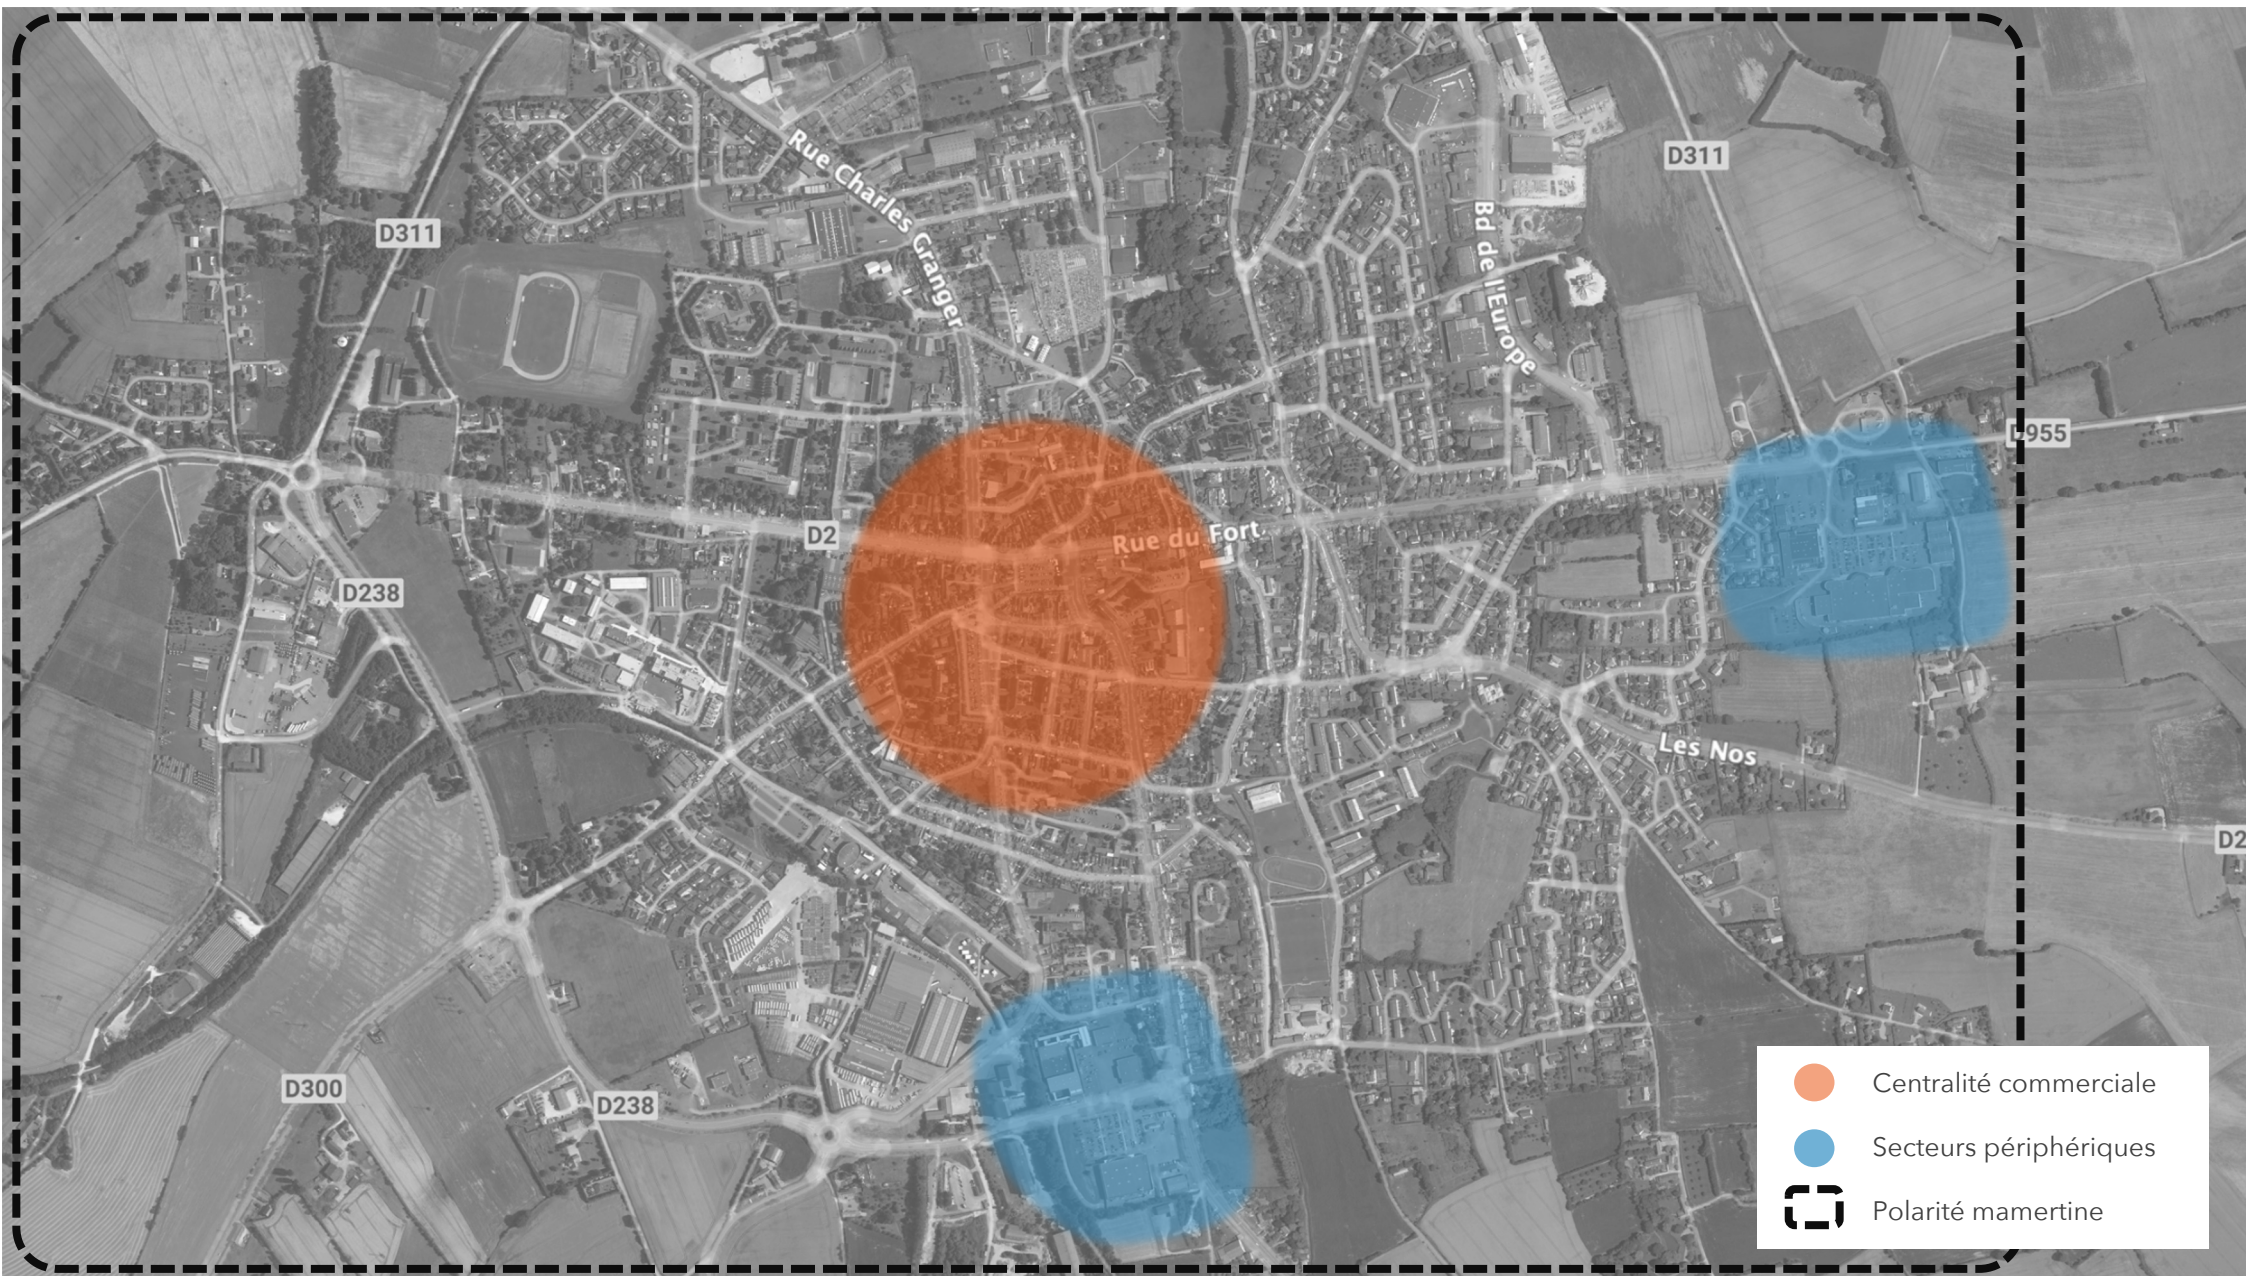 Rue Charles Granger
D311
D311
Bd de l'Europe
D955
D2
Rue du Fort
D238
Les Nos
D2
D300
D238
Centralité commerciale
Secteurs périphériques
Polarité mamertine